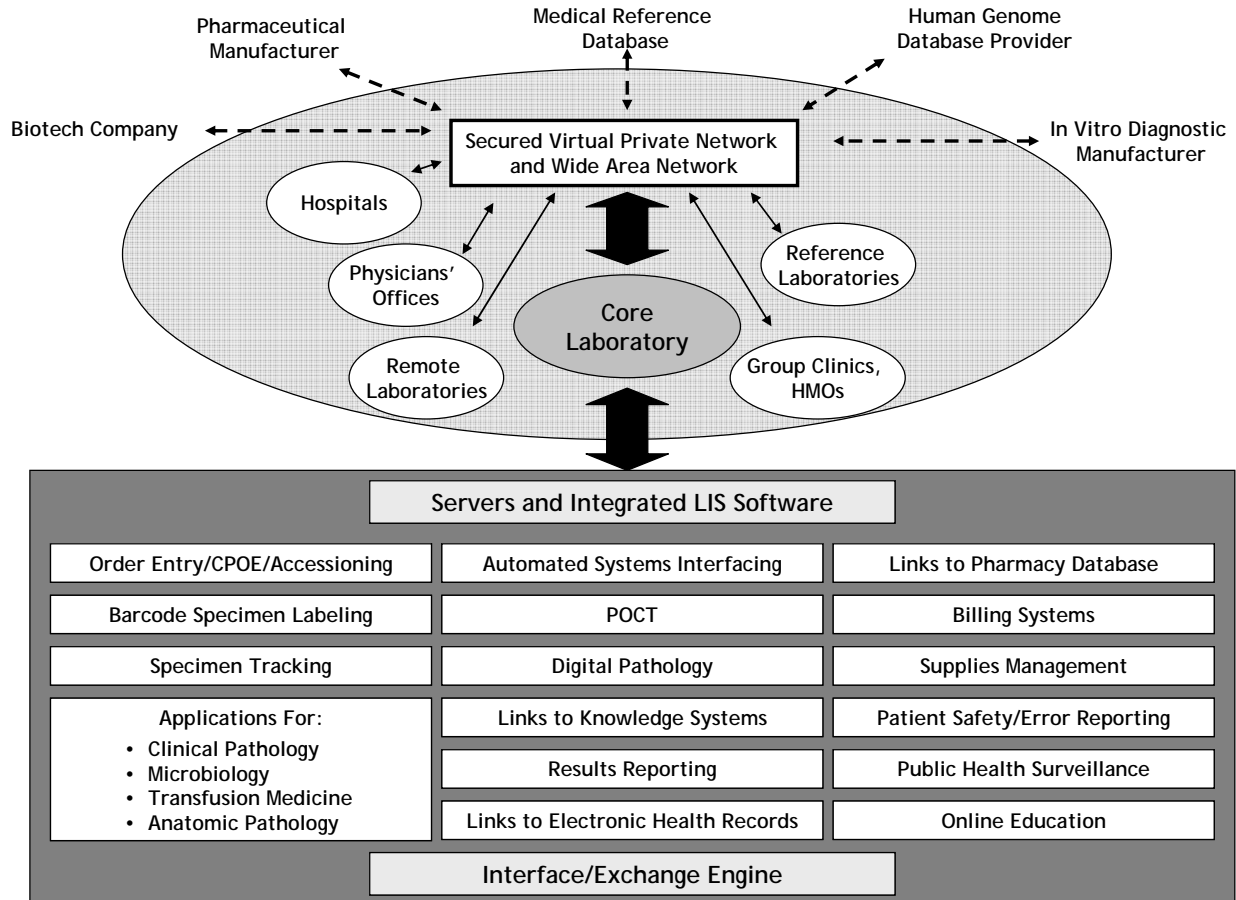 Pharmaceutical
Manufacturer
Medical Reference
Database
Human Genome
Database Provider
Biotech Company
In Vitro Diagnostic
Manufacturer
Secured Virtual Private Network
and Wide Area Network
Hospitals
Physicians’
Offices
Remote
Laboratories
Core
Laboratory
Reference
Laboratories
Group Clinics,
HMOs
Servers and Integrated LIS Software
Order Entry/CPOE/Accessioning
Barcode Specimen Labeling
Specimen Tracking
Applications For:
• Clinical Pathology
• Microbiology
• Transfusion Medicine
• Anatomic Pathology
Automated Systems Interfacing
POCT
Digital Pathology
Links to Knowledge Systems
Results Reporting
Links to Electronic Health Records
Links to Pharmacy Database
Billing Systems
Supplies Management
Patient Safety/Error Reporting
Public Health Surveillance
Online Education
Interface/Exchange Engine